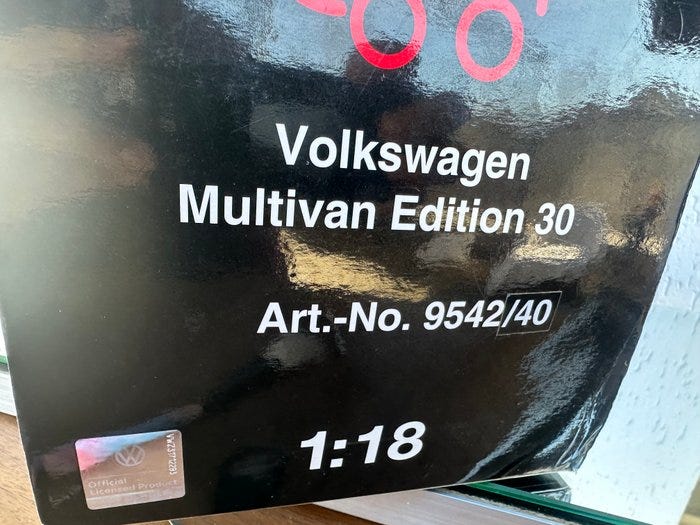 Volkswagen
Multivan Edition 30
Art.-No. 9542/40
1:18
Official
Licensed Product